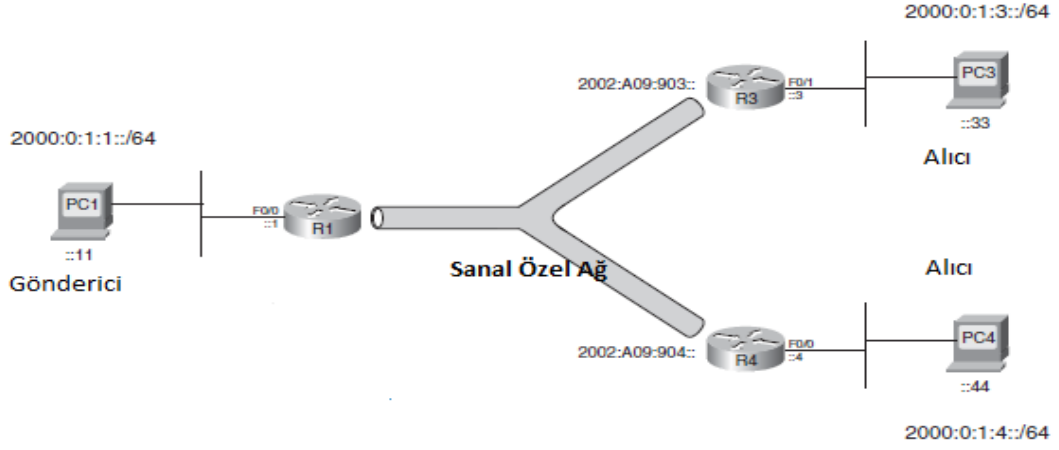 2000:0:1:3::/64
2002:A09:903::
R3
F0/1
::3
PC3
::33
Alıcı
2000:0:1:1::/64
PC1
::11
Gönderici
F0/0
::1
R1
Sanal Özel Ağ
Alıcı
2002:A09:904::
R4
F0/0
::4
PC4
::44
2000:0:1:4::/64